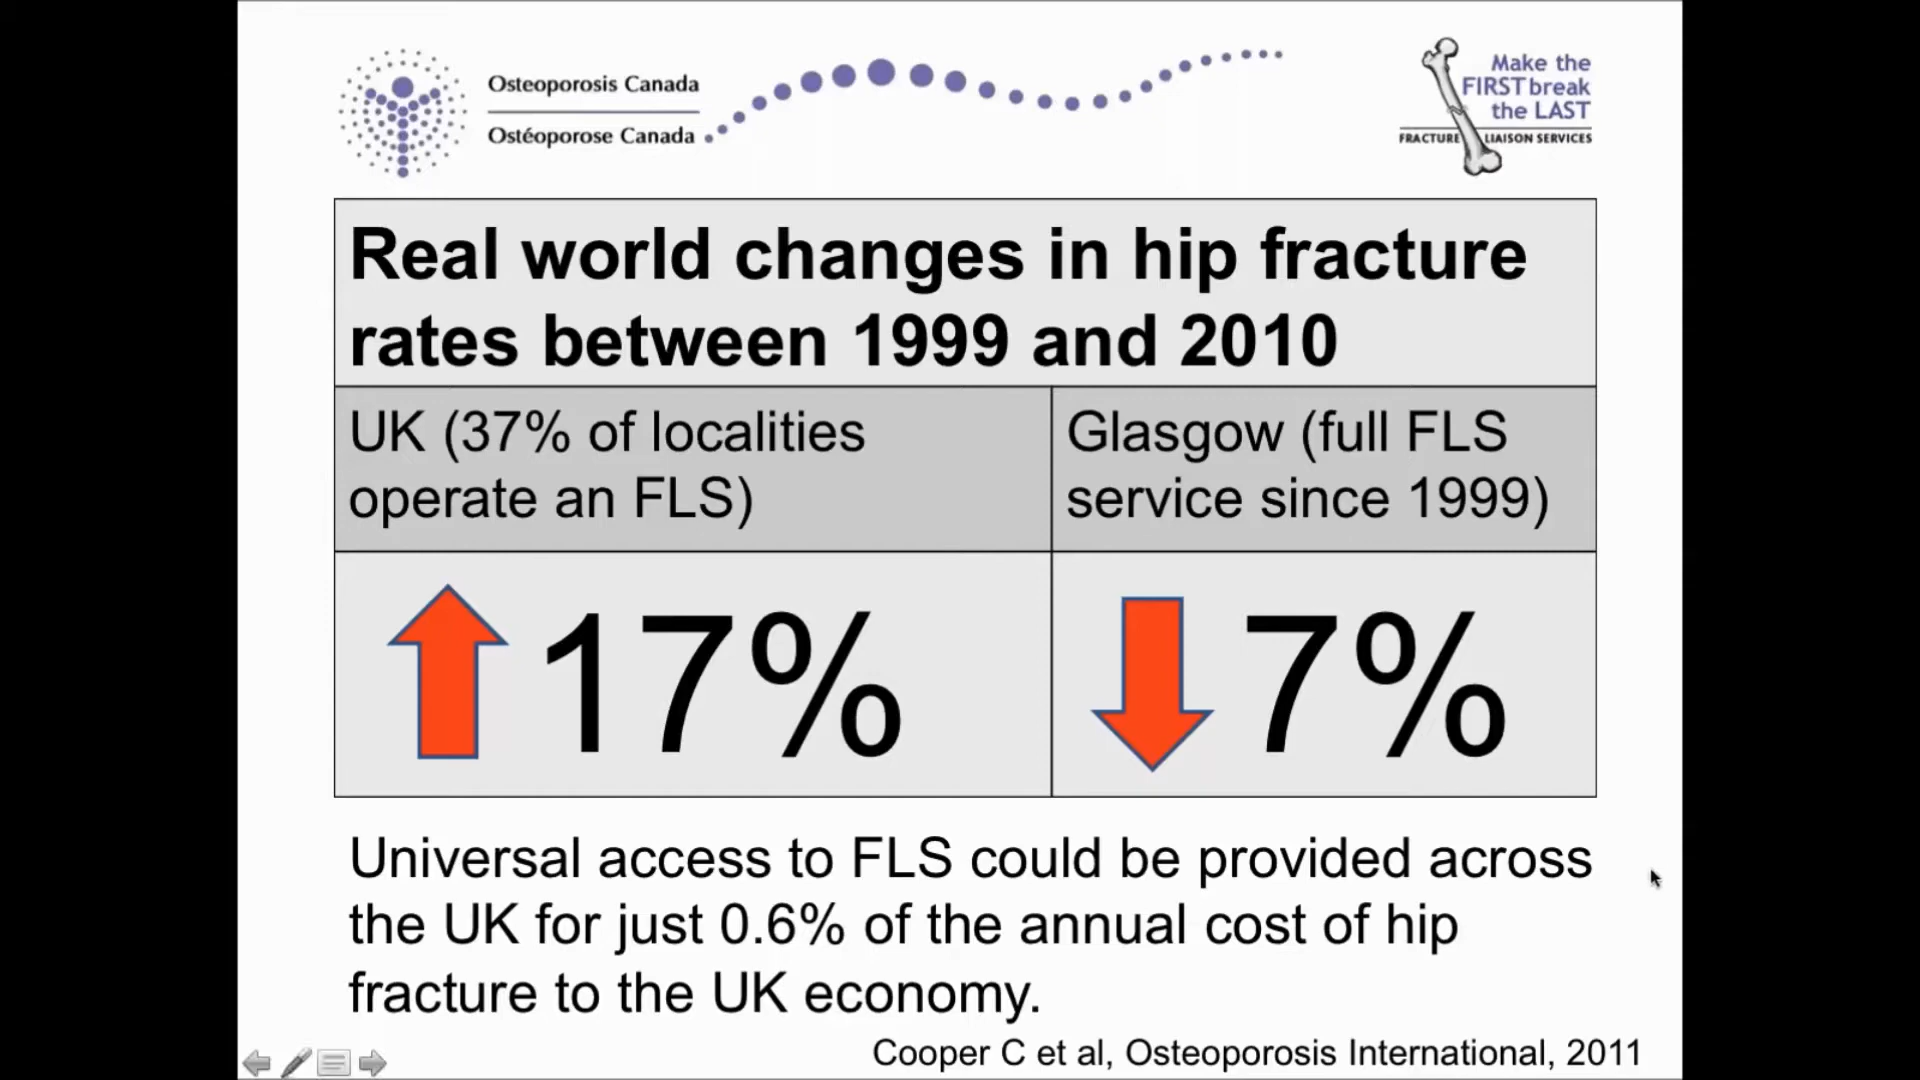 Osteoporosis Canada
Ostéoporose Canada
Make the
FIRST break
the LAST
FRACTURE LIAISON SERVICES
Real world changes in hip fracture
rates between 1999 and 2010
UK (37% of localities
operate an FLS)
Glasgow (full FLS
service since 1999)
17%
7%
Universal access to FLS could be provided across
the UK for just 0.6% of the annual cost of hip
fracture to the UK economy.
Cooper C et al, Osteoporosis International, 2011